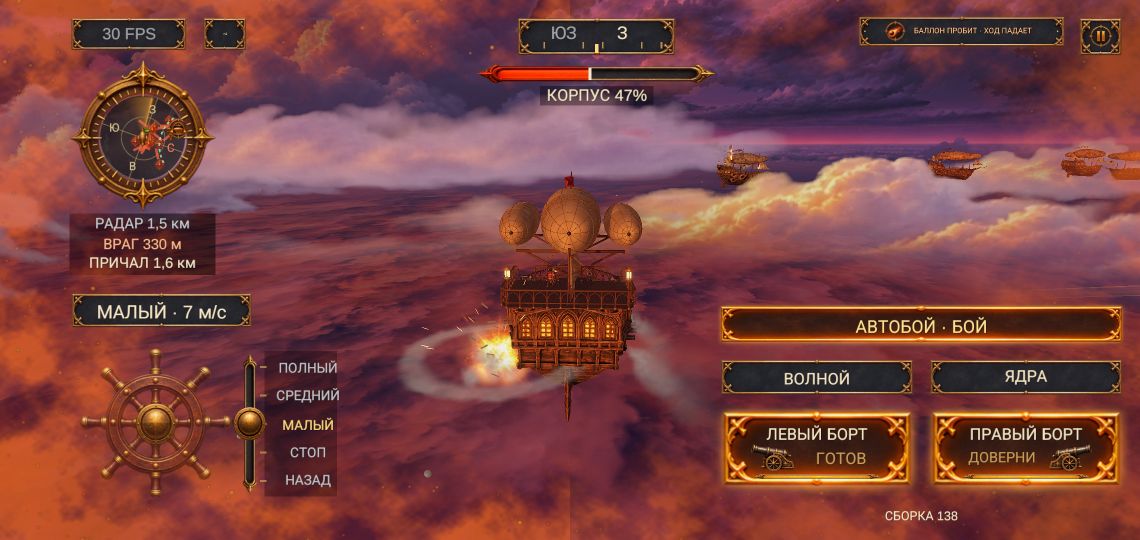 30 FPS
~
ЮЗ З
БАЛЛОН ПРОБИТ · ХОД ПАДАЕТ
КОРПУС 47%
З
Ю
С
В
РАДАР 1,5 км
ВРАГ 330 м
ПРИЧАЛ 1,6 км
МАЛЫЙ · 7 м/с
ПОЛНЫЙ
СРЕДНИЙ
МАЛЫЙ
СТОП
НАЗАД
АВТОБОЙ · БОЙ
ВОЛНОЙ
ЯДРА
ЛЕВЫЙ БОРТ
ГОТОВ
ПРАВЫЙ БОРТ
ДОВЕРНИ
СБОРКА 138